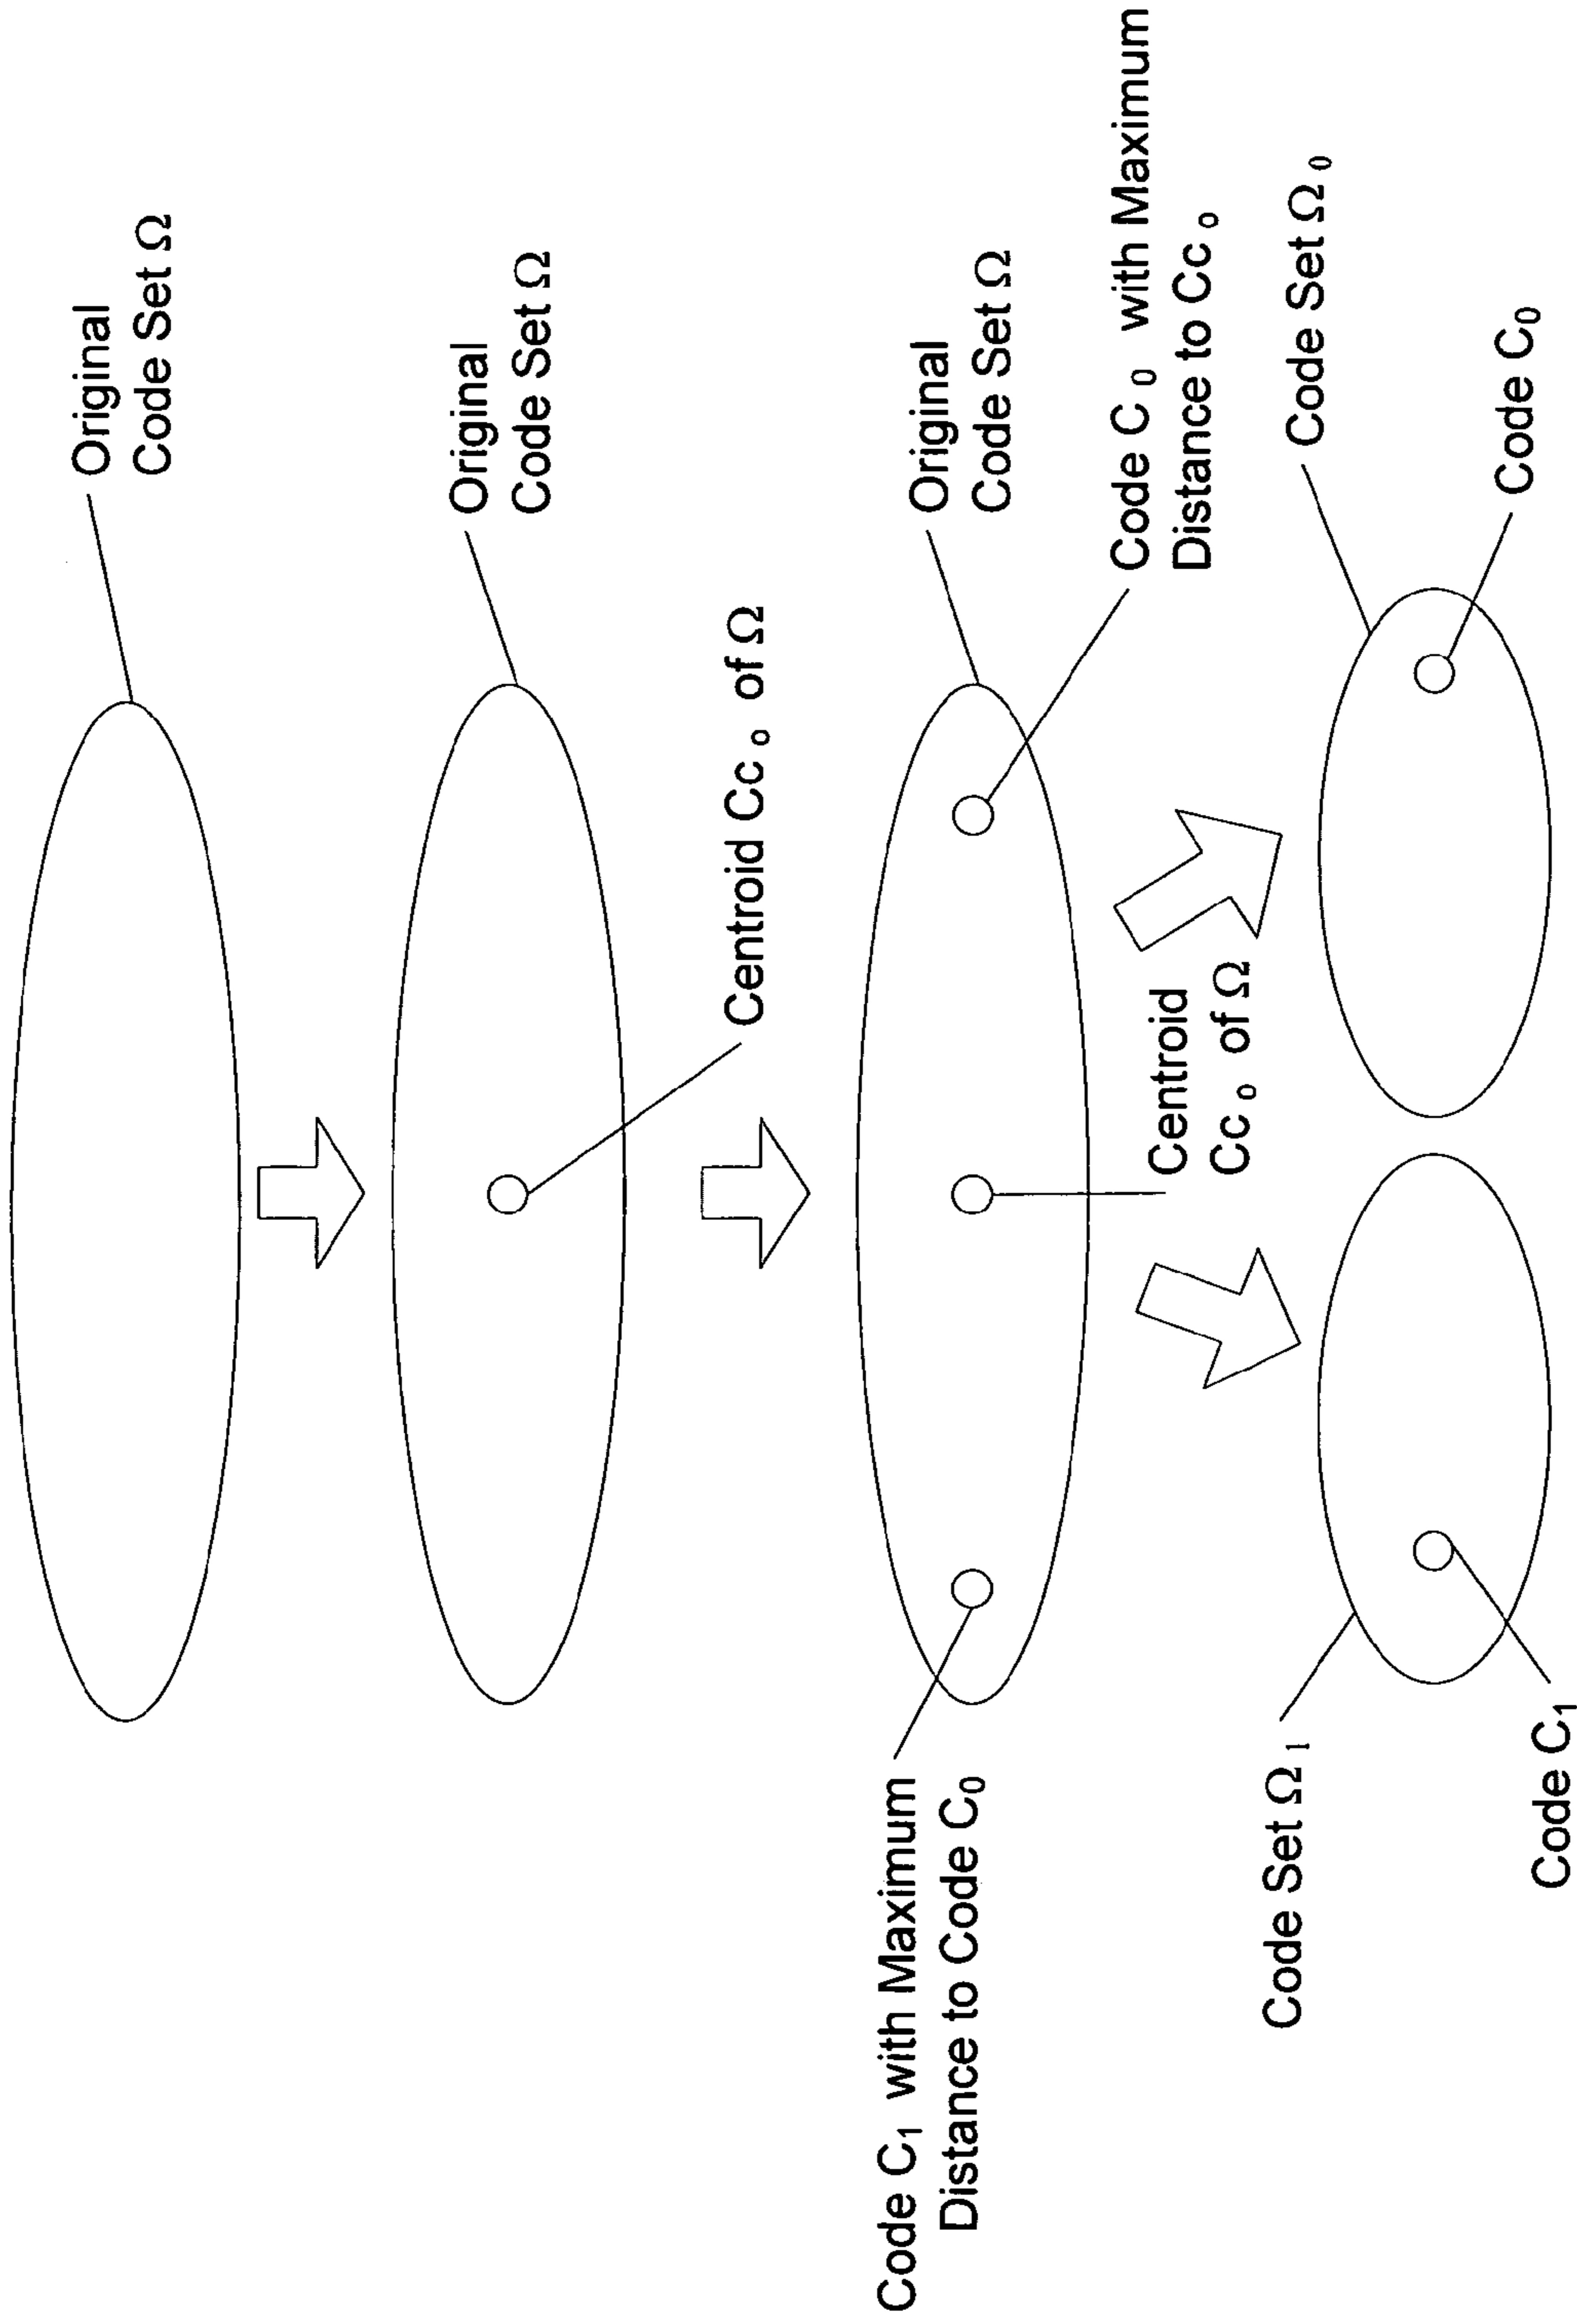 Original
Code Set Ω
Original
Code Set Ω
Centroid Cc₀ of Ω
Original
Code Set Ω
Code C₁ with Maximum
Distance to Code C₀
Code C₀ with Maximum
Distance to Cc₀
Centroid
Cc₀ of Ω
Code Set Ω₁
Code Set Ω₀
Code C₁
Code C₀